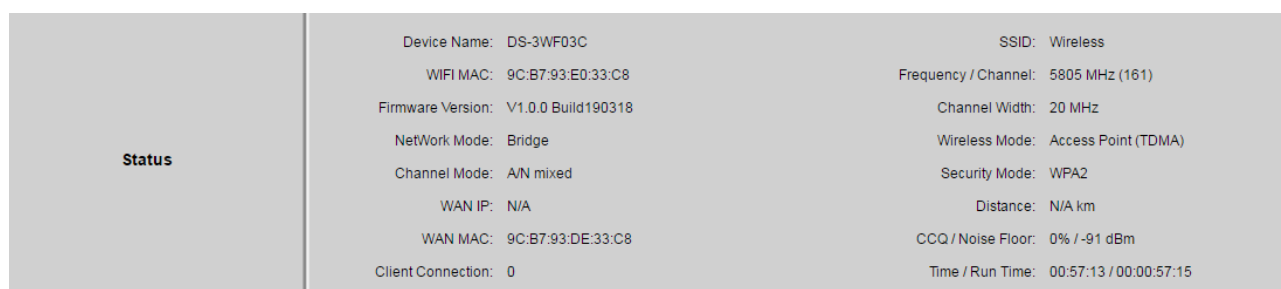 Status
Device Name: DS-3WF03C
WIFI MAC: 9C:B7:93:E0:33:C8
Firmware Version: V1.0.0 Build190318
NetWork Mode: Bridge
Channel Mode: A/N mixed
WAN IP: N/A
WAN MAC: 9C:B7:93:DE:33:C8
Client Connection: 0
SSID: Wireless
Frequency / Channel: 5805 MHz (161)
Channel Width: 20 MHz
Wireless Mode: Access Point (TDMA)
Security Mode: WPA2
Distance: N/A km
CCQ / Noise Floor: 0% / -91 dBm
Time / Run Time: 00:57:13 / 00:00:57:15